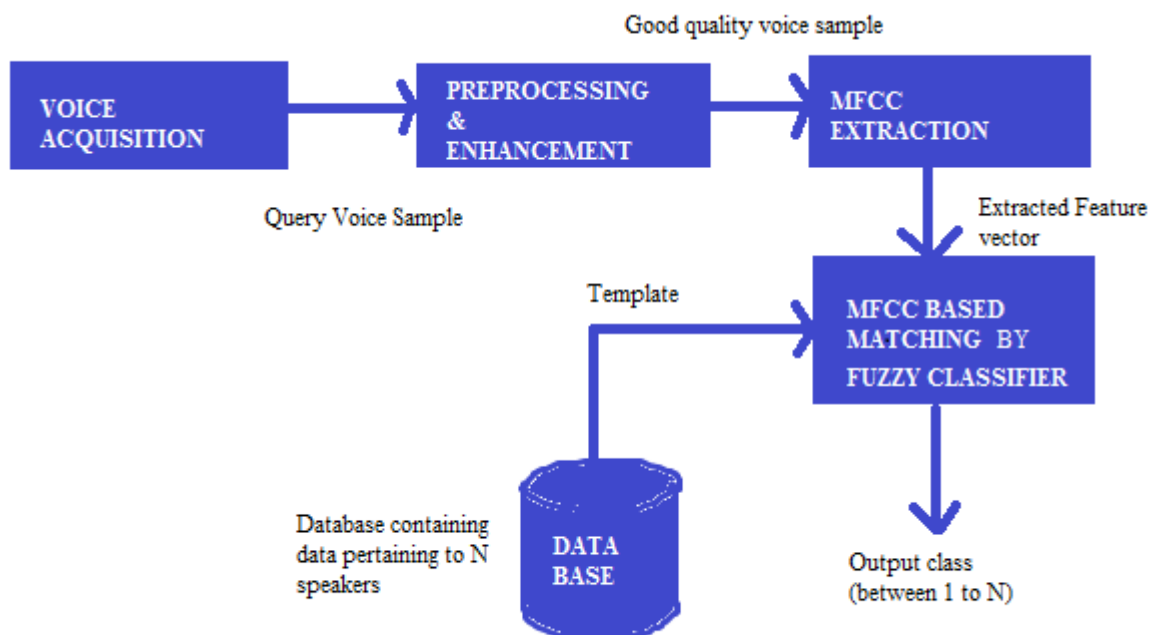 Good quality voice sample
VOICE
ACQUISITION
PREPROCESSING
&
ENHANCEMENT
MFCC
EXTRACTION
Query Voice Sample
Extracted Feature
vector
Template
MFCC BASED
MATCHING BY
FUZZY CLASSIFIER
Database containing
data pertaining to N
speakers
DATA
BASE
Output class
(between 1 to N)